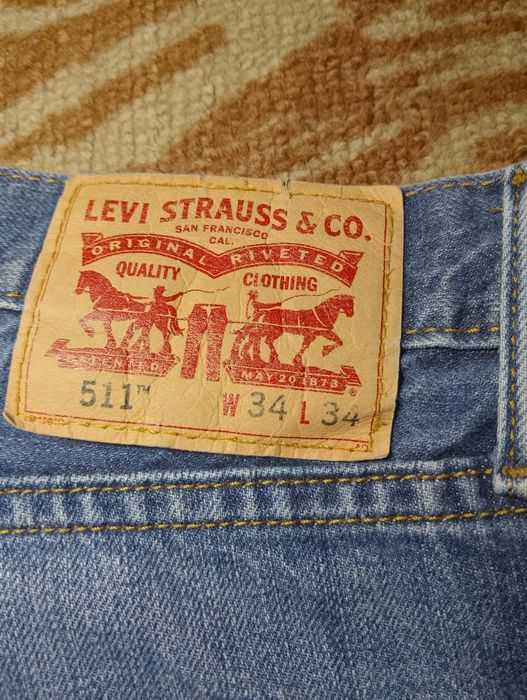 LEVI STRAUSS & CO.
SAN FRANCISCO
CAL.
ORIGINAL RIVETED
QUALITY CLOTHING
MAY 20 1873
®
511™ W 34 L 34